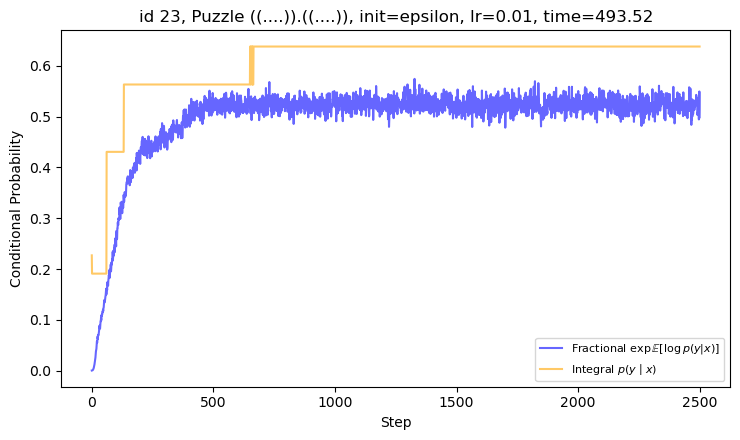 id 23, Puzzle ((....)).((....)), init=epsilon, lr=0.01, time=493.52
Conditional Probability
0.6
0.5
0.4
0.3
0.2
0.1
0.0
Fractional exp𝔼[log p(y|x)]
Integral p(y | x)
0
500
1000
1500
2000
2500
Step